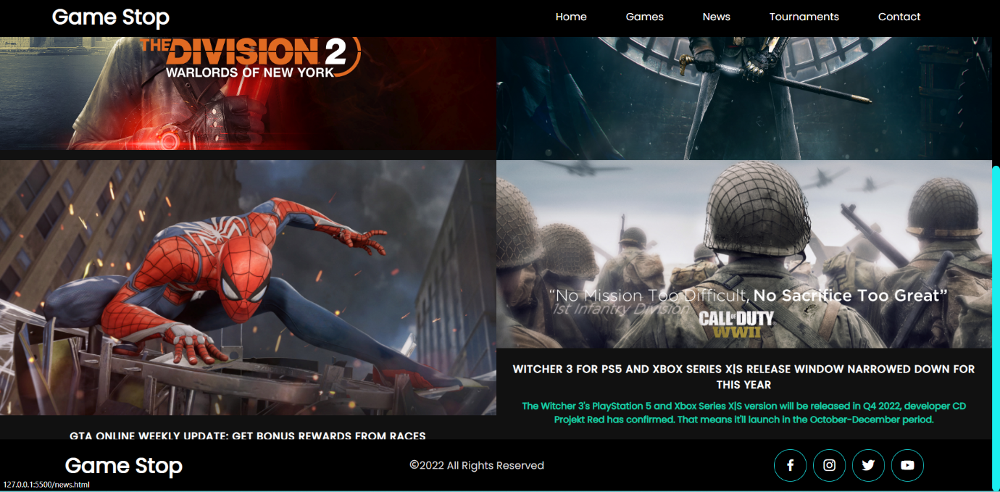 Game Stop
Home
Games
News
Tournaments
Contact
THE DIVISION 2
WARLORDS OF NEW YORK
“No Mission Too Difficult, No Sacrifice Too Great”
1st Infantry Division
CALL OF DUTY
WWII
WITCHER 3 FOR PS5 AND XBOX SERIES X|S RELEASE WINDOW NARROWED DOWN FOR
THIS YEAR
The Witcher 3's PlayStation 5 and Xbox Series X|S version will be released in Q4 2022, developer CD
Projekt Red has confirmed. That means it'll launch in the October-December period.
GTA ONLINE WEEKLY UPDATE: GET BONUS REWARDS FROM RACES
Game Stop
©2022 All Rights Reserved
127.0.0.1:5500/news.html